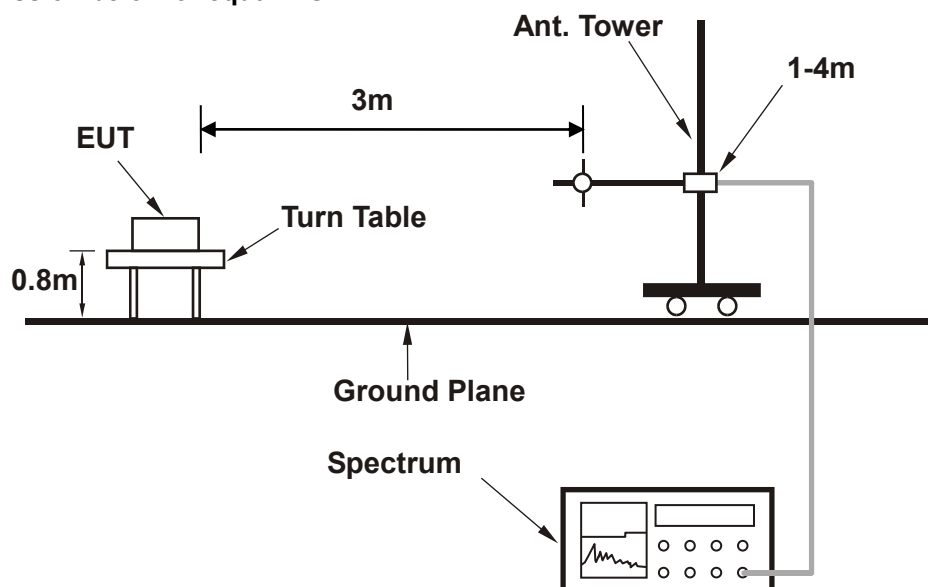 Ant. Tower
1-4m
3m
EUT
Turn Table
0.8m
Ground Plane
Spectrum